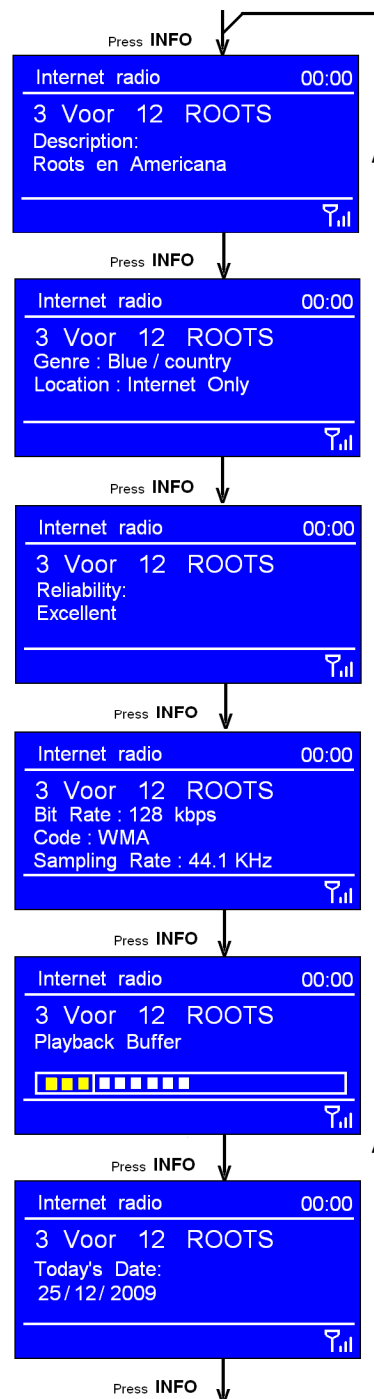 Press INFO
Internet radio 00:00
3 Voor 12 ROOTS
Description:
Roots en Americana
Press INFO
Internet radio 00:00
3 Voor 12 ROOTS
Genre : Blue / country
Location : Internet Only
Press INFO
Internet radio 00:00
3 Voor 12 ROOTS
Reliability:
Excellent
Press INFO
Internet radio 00:00
3 Voor 12 ROOTS
Bit Rate : 128 kbps
Code : WMA
Sampling Rate : 44.1 KHz
Press INFO
Internet radio 00:00
3 Voor 12 ROOTS
Playback Buffer
Press INFO
Internet radio 00:00
3 Voor 12 ROOTS
Today's Date:
25/ 12/ 2009
Press INFO